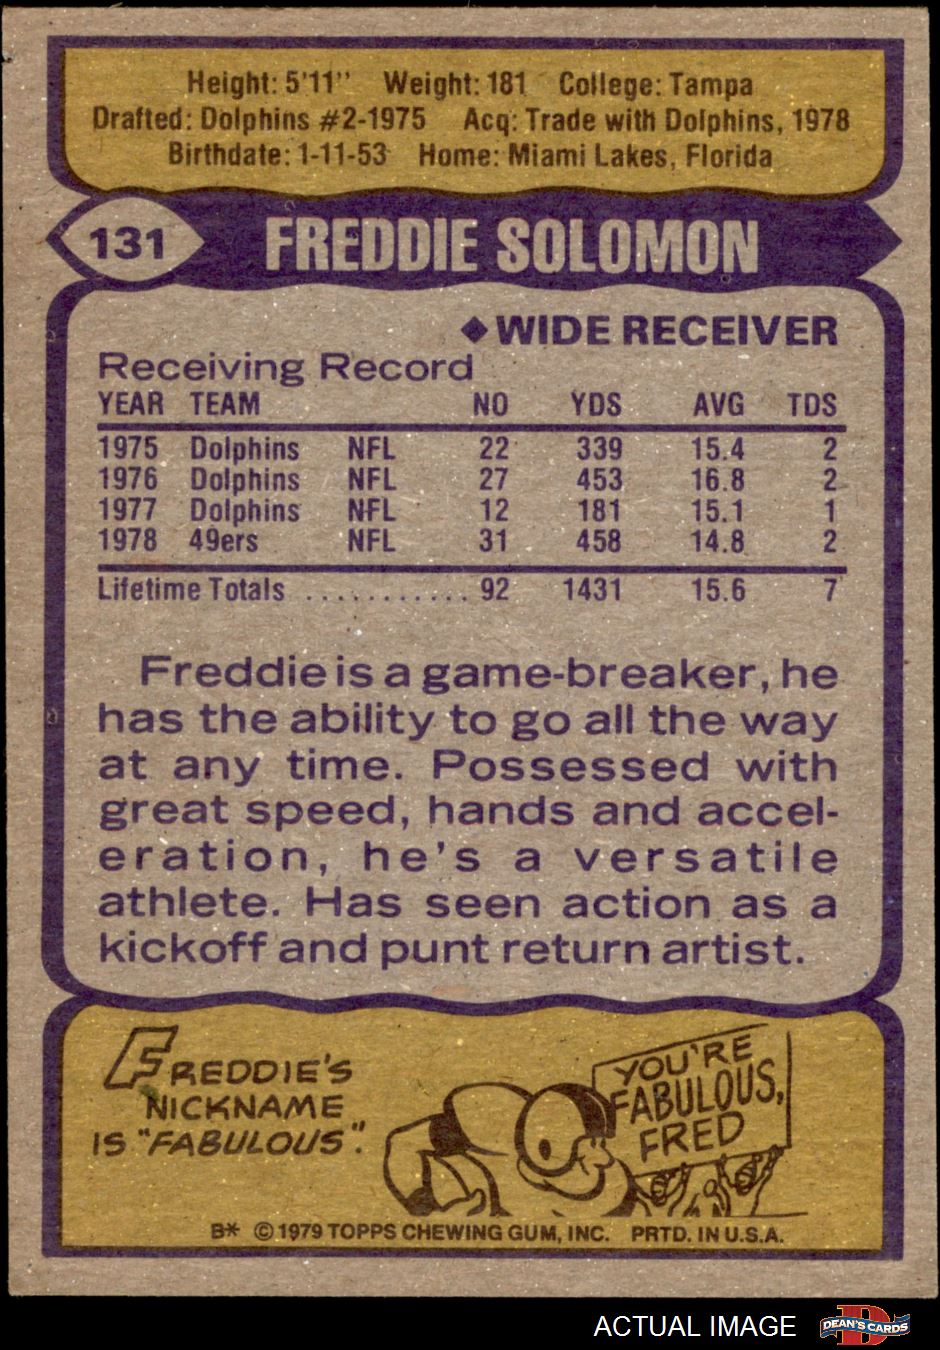 Height: 5'11" Weight: 181 College: Tampa
Drafted: Dolphins #2-1975 Acq: Trade with Dolphins, 1978
Birthdate: 1-11-53 Home: Miami Lakes, Florida
131 FREDDIE SOLOMON
◆ WIDE RECEIVER
Receiving Record
YEAR TEAM NO YDS AVG TDS
1975 Dolphins NFL 22 339 15.4 2
1976 Dolphins NFL 27 453 16.8 2
1977 Dolphins NFL 12 181 15.1 1
1978 49ers NFL 31 458 14.8 2
Lifetime Totals ........... 92 1431 15.6 7
Freddie is a game-breaker, he
has the ability to go all the way
at any time. Possessed with
great speed, hands and accel-
eration, he's a versatile
athlete. Has seen action as a
kickoff and punt return artist.
FREDDIE'S
NICKNAME
IS "FABULOUS".
YOU'RE
FABULOUS,
FRED
B* © 1979 TOPPS CHEWING GUM, INC. PRTD. IN U.S.A.
ACTUAL IMAGE
DEAN'S CARDS